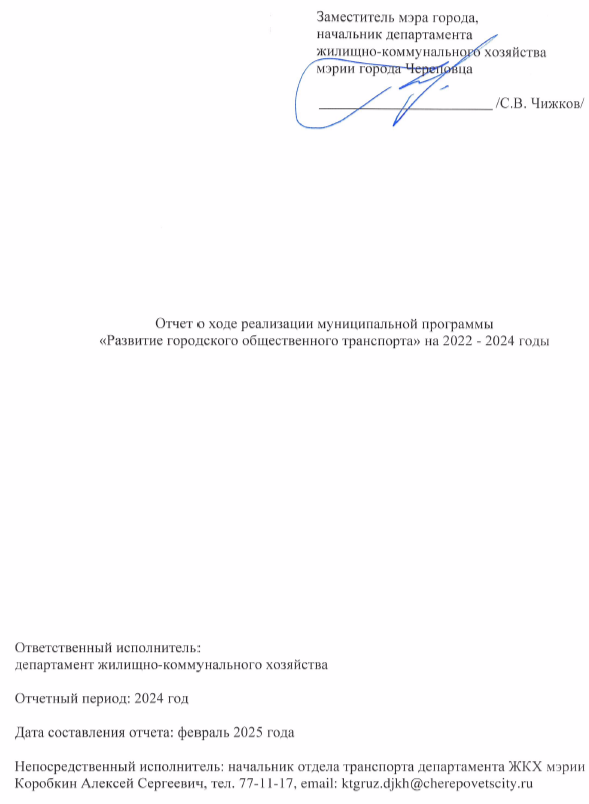 Заместитель мэра города,
начальник департамента
жилищно-коммунального хозяйства
мэрии города Череповца
/С.В. Чижков/
Отчет о ходе реализации муниципальной программы
«Развитие городского общественного транспорта» на 2022 - 2024 годы
Ответственный исполнитель:
департамент жилищно-коммунального хозяйства
Отчетный период: 2024 год
Дата составления отчета: февраль 2025 года
Непосредственный исполнитель: начальник отдела транспорта департамента ЖКХ мэрии
Коробкин Алексей Сергеевич, тел. 77-11-17, email: ktgruz.djkh@cherepovetscity.ru